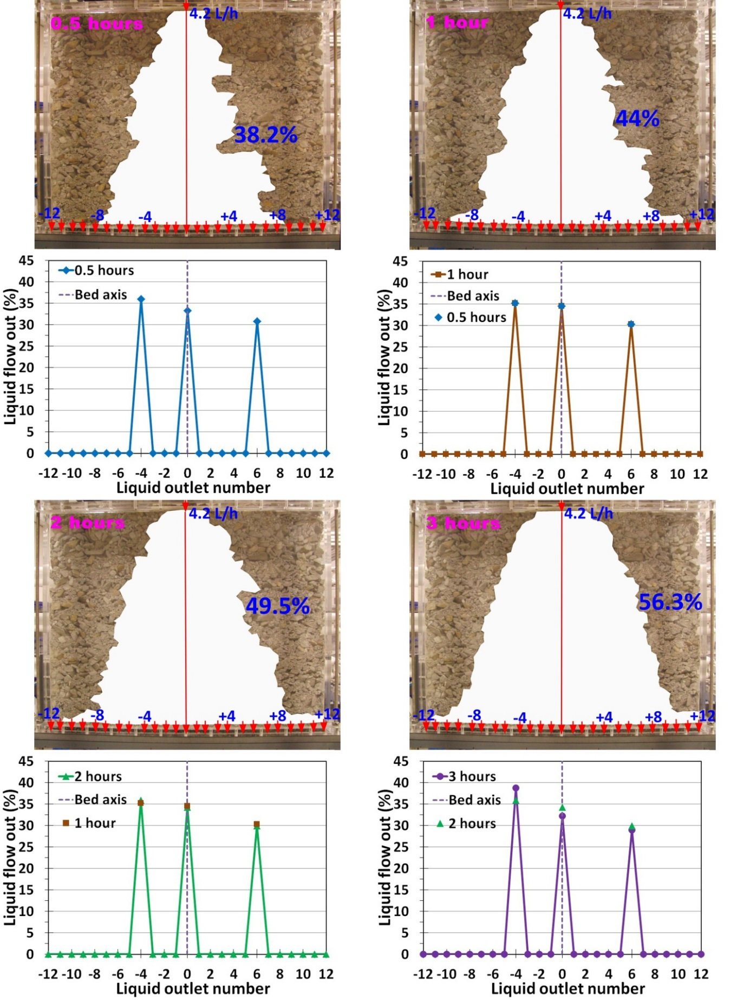 0.5 hours
4.2 L/h
38.2%
-12 -8 -4 +4 +8 +12
1 hour
4.2 L/h
44%
-12 -8 -4 +4 +8 +12
45
40
35
30
25
20
15
10
5
0
Liquid flow out (%)
0.5 hours
Bed axis
-12 -10 -8 -6 -4 -2 0 2 4 6 8 10 12
Liquid outlet number
45
40
35
30
25
20
15
10
5
0
Liquid flow out (%)
1 hour
Bed axis
0.5 hours
-12 -10 -8 -6 -4 -2 0 2 4 6 8 10 12
Liquid outlet number
2 hours
4.2 L/h
49.5%
-12 -8 -4 +4 +8 +12
3 hours
4.2 L/h
56.3%
-12 -8 -4 +4 +8 +12
45
40
35
30
25
20
15
10
5
0
Liquid flow out (%)
2 hours
Bed axis
1 hour
-12 -10 -8 -6 -4 -2 0 2 4 6 8 10 12
Liquid outlet number
45
40
35
30
25
20
15
10
5
0
Liquid flow out (%)
3 hours
Bed axis
2 hours
-12 -10 -8 -6 -4 -2 0 2 4 6 8 10 12
Liquid outlet number